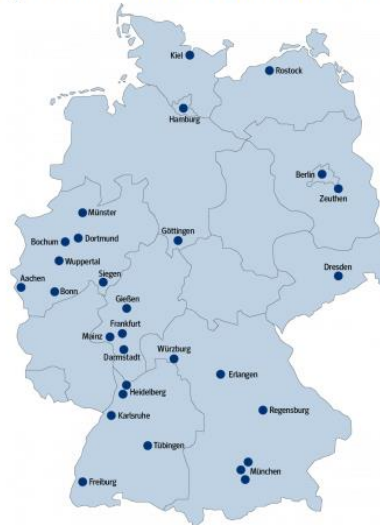 Kiel
Rostock
Hamburg
Berlin
Zeuthen
Münster
Bochum
Dortmund
Göttingen
Wuppertal
Dresden
Aachen
Siegen
Bonn
Gießen
Frankfurt
Mainz
Darmstadt
Würzburg
Erlangen
Heidelberg
Regensburg
Karlsruhe
Tübingen
München
Freiburg